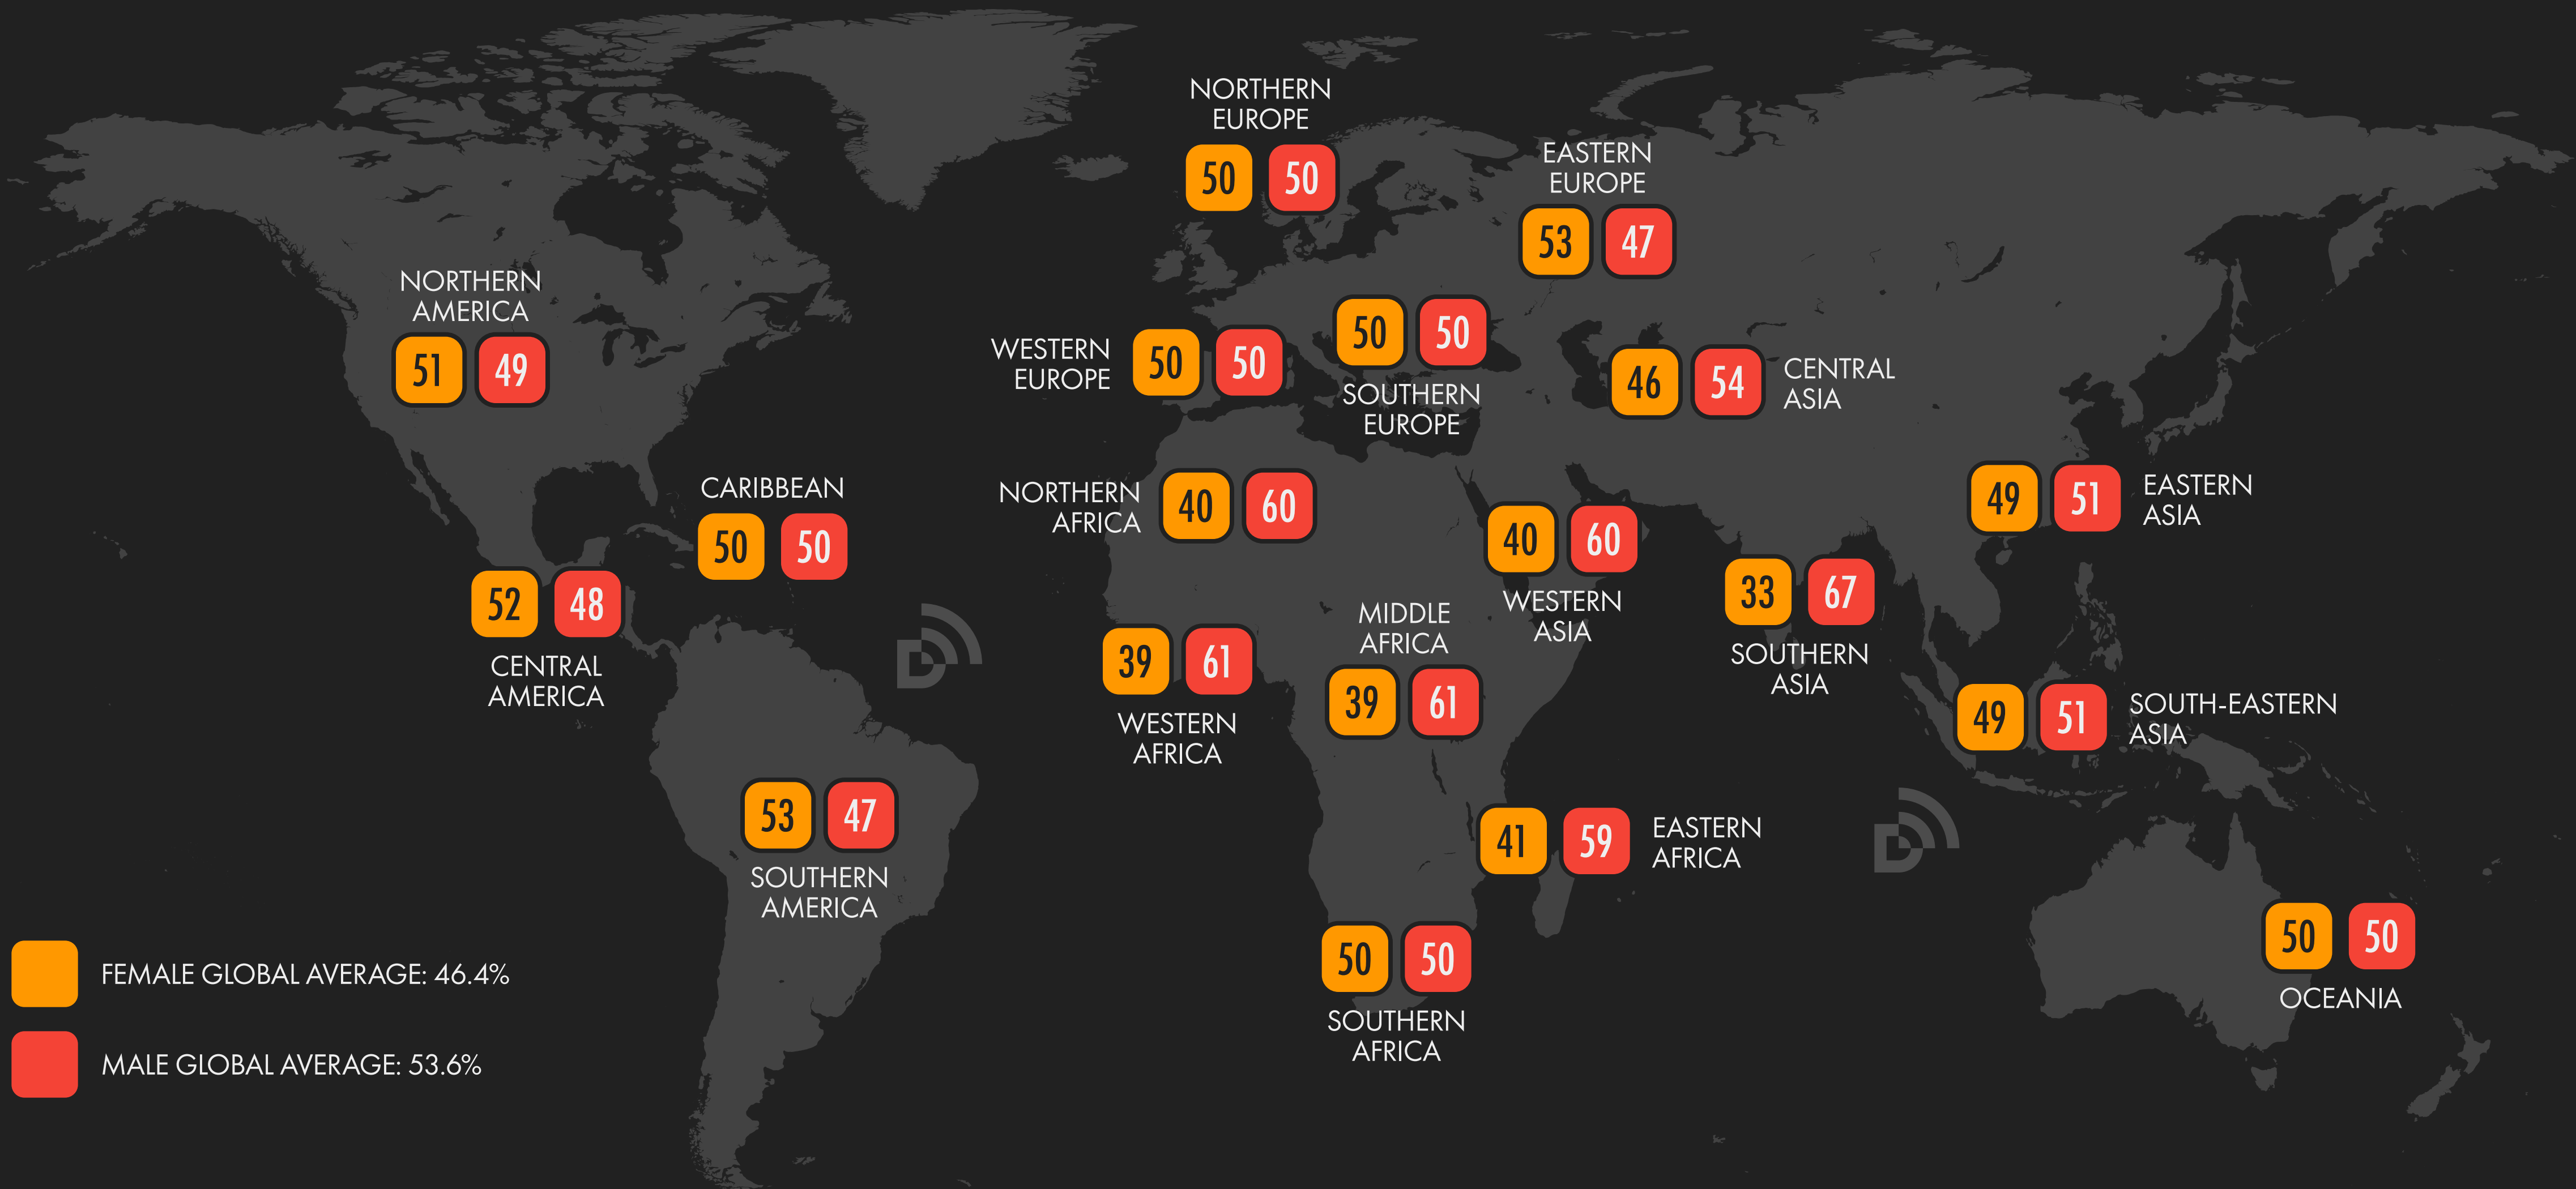 NORTHERN
EUROPE
50 50
EASTERN
EUROPE
53 47
NORTHERN
AMERICA
51 49
WESTERN
EUROPE
50 50
50 50
SOUTHERN
EUROPE
46 54
CENTRAL
ASIA
CARIBBEAN
50 50
NORTHERN
AFRICA
40 60
40 60
WESTERN
ASIA
49 51
EASTERN
ASIA
52 48
CENTRAL
AMERICA
33 67
SOUTHERN
ASIA
39 61
WESTERN
AFRICA
MIDDLE
AFRICA
39 61
49 51
SOUTH-EASTERN
ASIA
53 47
SOUTHERN
AMERICA
41 59
EASTERN
AFRICA
50 50
SOUTHERN
AFRICA
50 50
OCEANIA
FEMALE GLOBAL AVERAGE: 46.4%
MALE GLOBAL AVERAGE: 53.6%